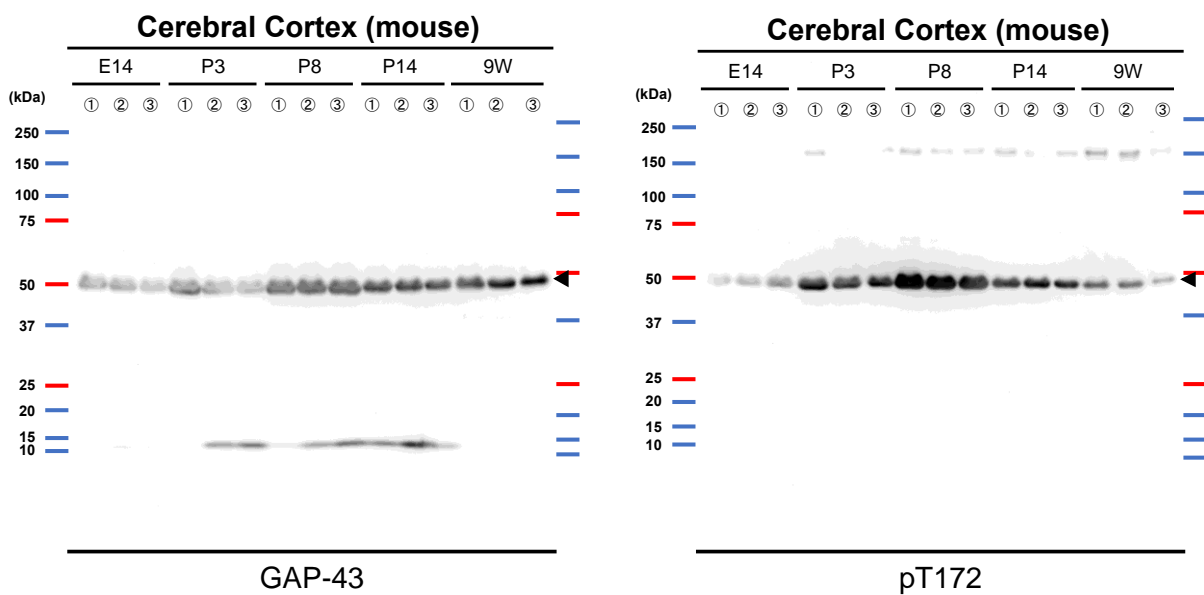 Cerebral Cortex (mouse)
E14 P3 P8 P14 9W
(kDa) ① ② ③ ① ② ③ ① ② ③ ① ② ③ ① ② ③
250
150
100
75
50
37
25
20
15
10
GAP-43
Cerebral Cortex (mouse)
E14 P3 P8 P14 9W
(kDa) ① ② ③ ① ② ③ ① ② ③ ① ② ③ ① ② ③
250
150
100
75
50
37
25
20
15
10
pT172